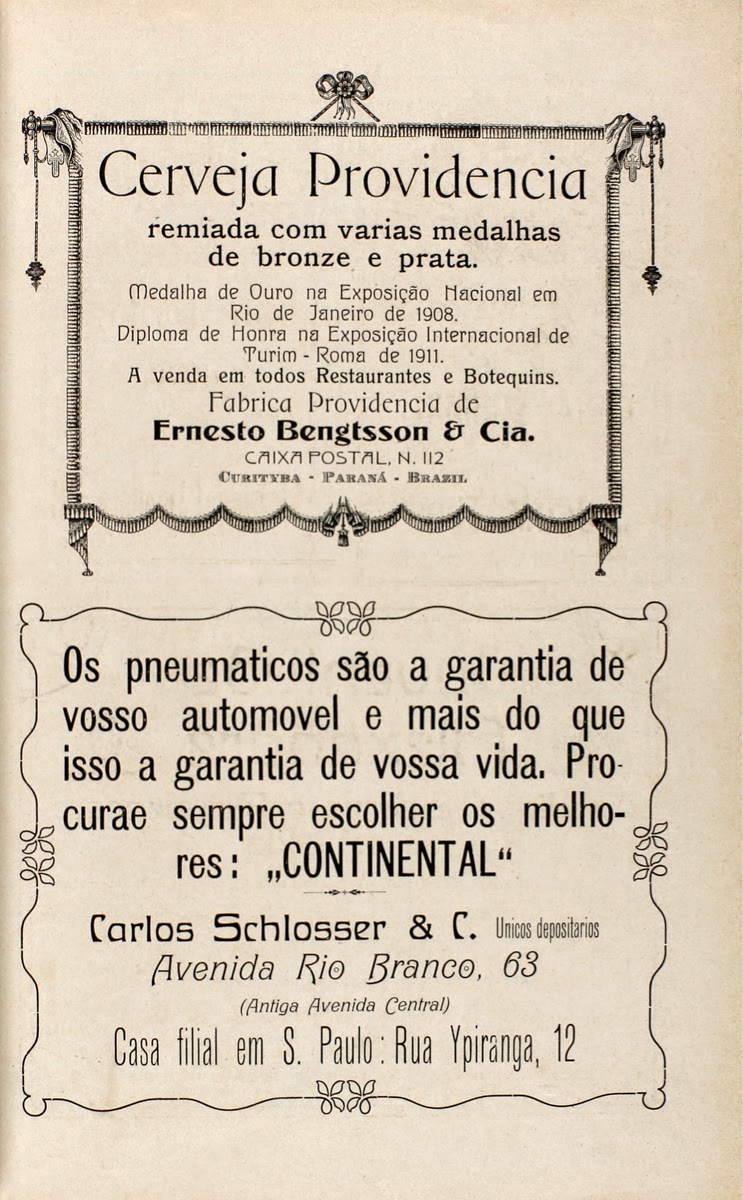 Cerveja Providencia
remiada com varias medalhas
de bronze e prata.
Medalha de Ouro na Exposição Nacional em
Rio de Janeiro de 1908.
Diploma de Honra na Exposição Internacional de
Turim - Roma de 1911.
A venda em todos Restaurantes e Botequins.
Fabrica Providencia de
Ernesto Bengtsson & Cia.
CAIXA POSTAL, N. 112
CURITYBA - PARANÁ - BRAZIL
Os pneumaticos são a garantia de
vosso automovel e mais do que
isso a garantia de vossa vida. Pro-
curae sempre escolher os melho-
res: „CONTINENTAL“
Carlos Schlosser & C. Unicos depositarios
Avenida Rio Branco, 63
(Antiga Avenida Central)
Casa filial em S. Paulo: Rua Ypiranga, 12